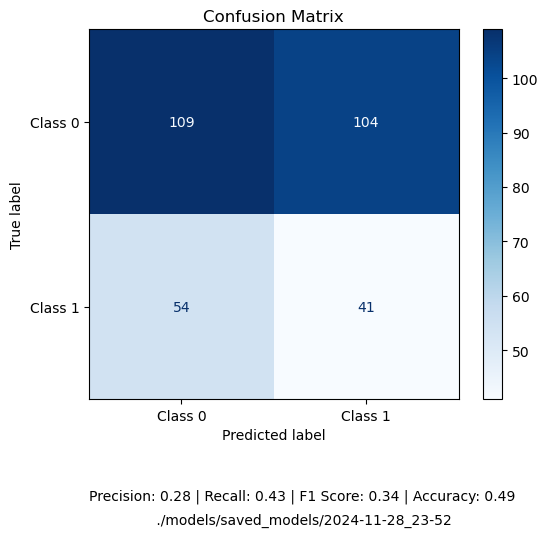 Confusion Matrix
Class 0
109
104
100
90
80
70
60
50
True label
Class 1
54
41
Class 0
Class 1
Predicted label
Precision: 0.28 | Recall: 0.43 | F1 Score: 0.34 | Accuracy: 0.49
./models/saved_models/2024-11-28_23-52